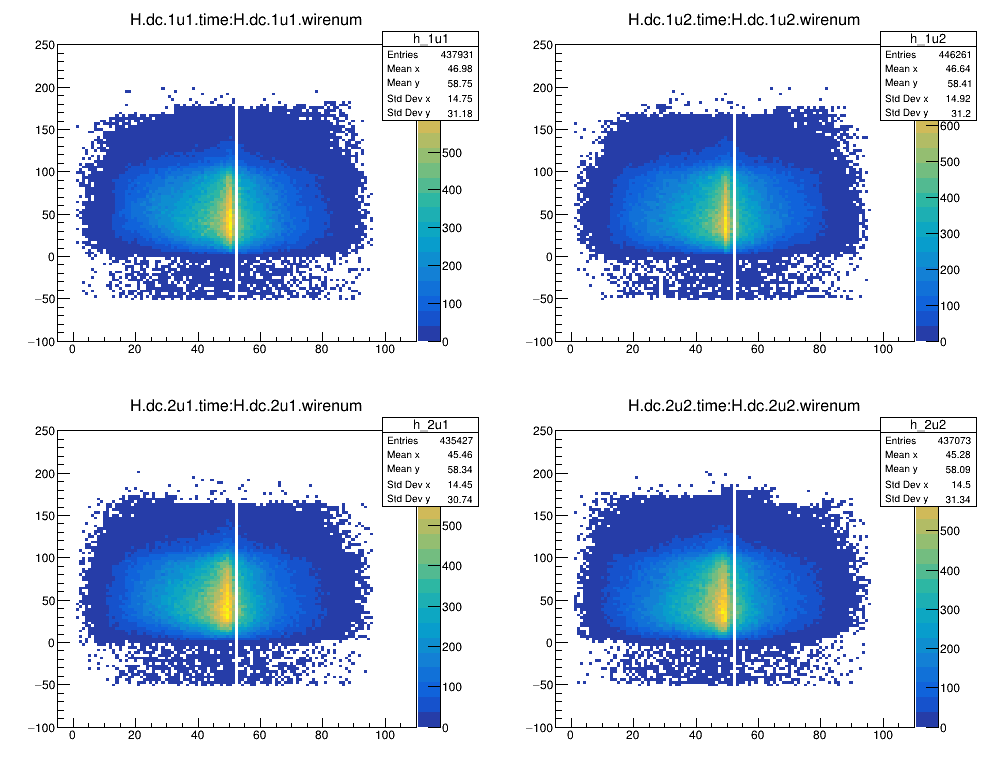 H.dc.1u1.time:H.dc.1u1.wirenum
h_1u1
Entries 437931
Mean x 46.98
Mean y 58.75
Std Dev x 14.75
Std Dev y 31.18
250
200
150
100
50
0
−50
−100
0 20 40 60 80 100
500
400
300
200
100
0
H.dc.1u2.time:H.dc.1u2.wirenum
h_1u2
Entries 446261
Mean x 46.64
Mean y 58.41
Std Dev x 14.92
Std Dev y 31.2
250
200
150
100
50
0
−50
−100
0 20 40 60 80 100
600
500
400
300
200
100
0
H.dc.2u1.time:H.dc.2u1.wirenum
h_2u1
Entries 435427
Mean x 45.46
Mean y 58.34
Std Dev x 14.45
Std Dev y 30.74
250
200
150
100
50
0
−50
−100
0 20 40 60 80 100
500
400
300
200
100
0
H.dc.2u2.time:H.dc.2u2.wirenum
h_2u2
Entries 437073
Mean x 45.28
Mean y 58.09
Std Dev x 14.5
Std Dev y 31.34
250
200
150
100
50
0
−50
−100
0 20 40 60 80 100
500
400
300
200
100
0